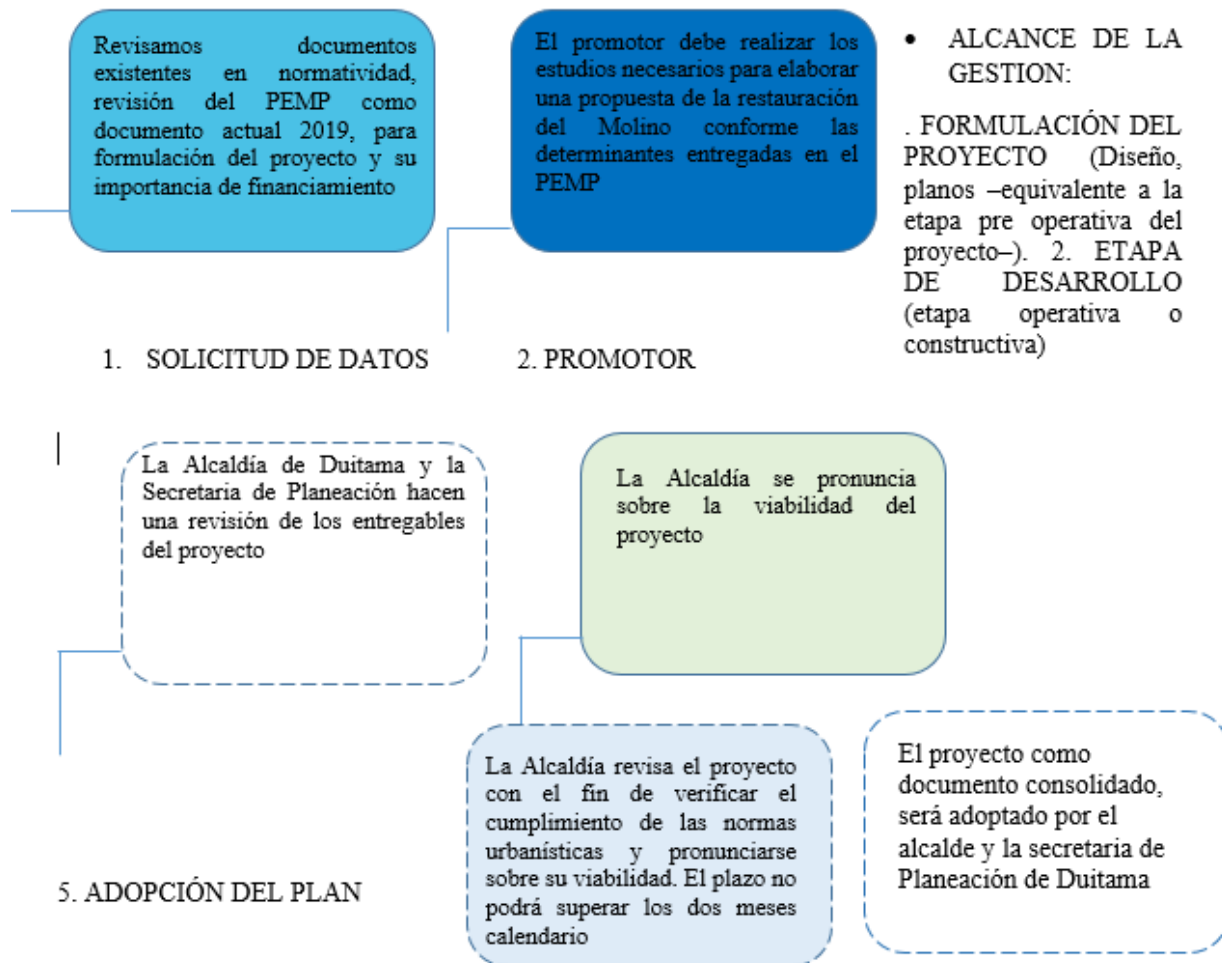 Revisamos documentos
existentes en normatividad,
revisión del PEMP como
documento actual 2019, para
formulación del proyecto y su
importancia de financiamiento
El promotor debe realizar los
estudios necesarios para elaborar
una propuesta de la restauración
del Molino conforme las
determinantes entregadas en el
PEMP
• ALCANCE DE LA
GESTION:
. FORMULACIÓN DEL
PROYECTO (Diseño,
planos –equivalente a la
etapa pre operativa del
proyecto–). 2. ETAPA
DE DESARROLLO
(etapa operativa o
constructiva)
1. SOLICITUD DE DATOS
2. PROMOTOR
La Alcaldía de Duitama y la
Secretaria de Planeación hacen
una revisión de los entregables
del proyecto
La Alcaldía se pronuncia
sobre la viabilidad del
proyecto
La Alcaldía revisa el proyecto
con el fin de verificar el
cumplimiento de las normas
urbanísticas y pronunciarse
sobre su viabilidad. El plazo no
podrá superar los dos meses
calendario
El proyecto como
documento consolidado,
será adoptado por el
alcalde y la secretaria de
Planeación de Duitama
5. ADOPCIÓN DEL PLAN